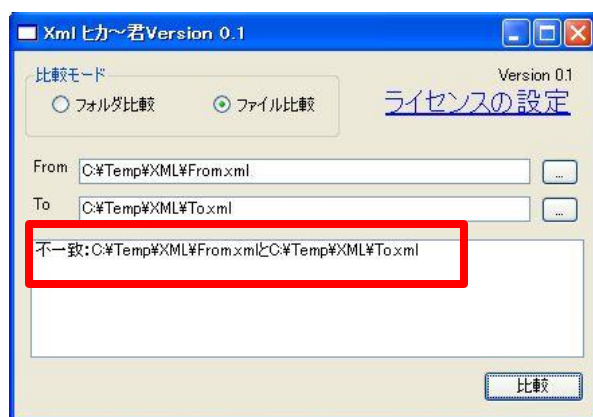 Xml ヒカ～君Version 0.1
比較モード
フォルダ比較
ファイル比較
Version 0.1
ライセンスの設定
From
C:¥Temp¥XML¥From.xml
...
To
C:¥Temp¥XML¥To.xml
...
不一致:C:¥Temp¥XML¥From.xmlとC:¥Temp¥XML¥To.xml
比較